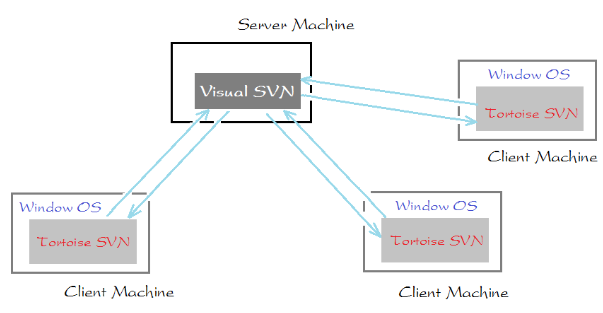 Server Machine
Visual SVN
Window OS
Tortoise SVN
Client Machine
Window OS
Tortoise SVN
Client Machine
Window OS
Tortoise SVN
Client Machine